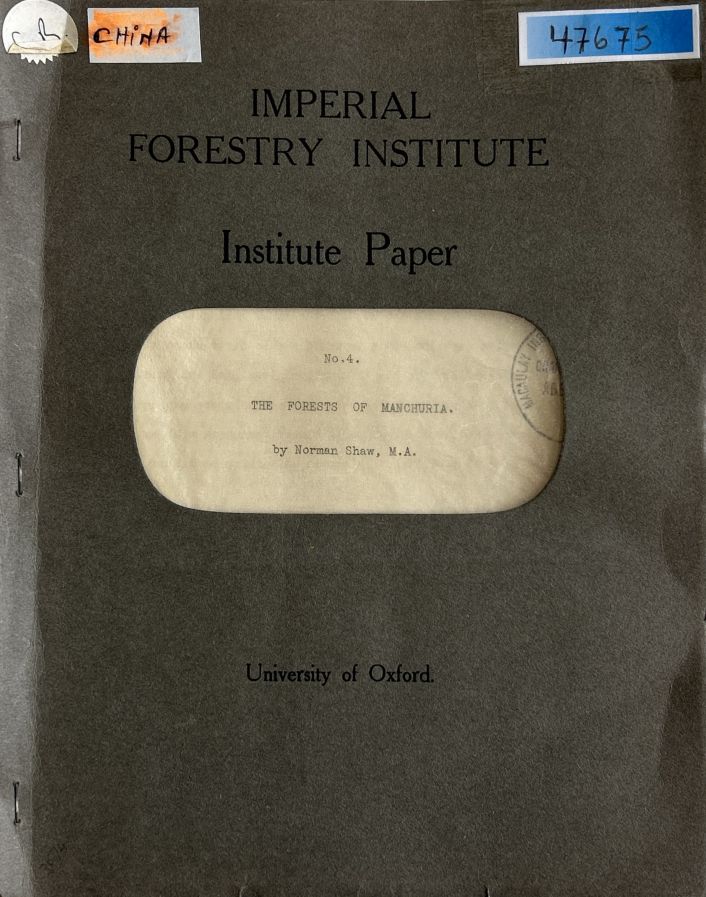 CHINA
47675
IMPERIAL
FORESTRY INSTITUTE
Institute Paper
No.4.
THE FORESTS OF MANCHURIA.
by Norman Shaw, M.A.
MACAULAY
University of Oxford.